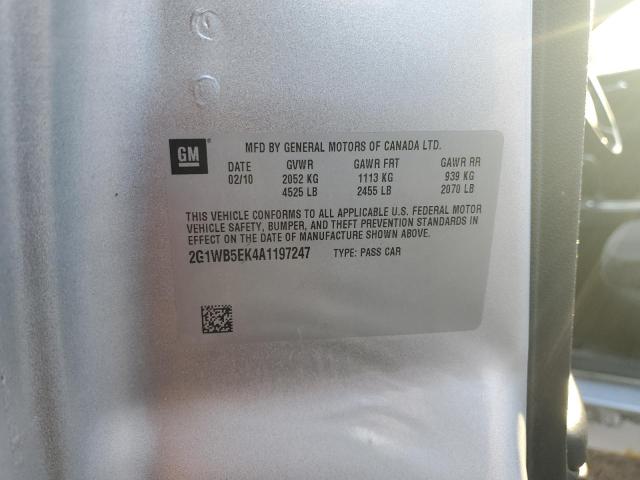 GM
MFD BY GENERAL MOTORS OF CANADA LTD.
DATE GVWR GAWR FRT GAWR RR
02/10 2052 KG 1113 KG 939 KG
4525 LB 2455 LB 2070 LB
THIS VEHICLE CONFORMS TO ALL APPLICABLE U.S. FEDERAL MOTOR
VEHICLE SAFETY, BUMPER, AND THEFT PREVENTION STANDARDS IN
EFFECT ON THE DATE OF MANUFACTURE SHOWN ABOVE.
2G1WB5EK4A1197247 TYPE: PASS CAR